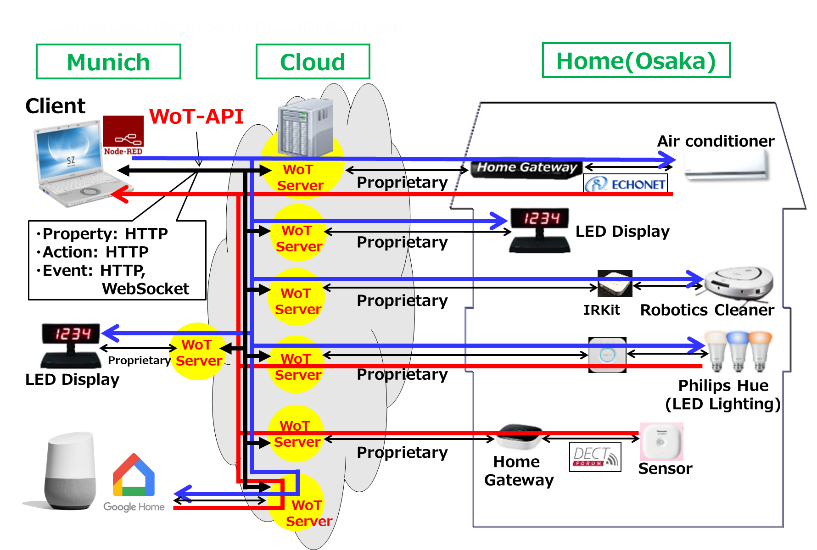 Munich
Cloud
Home(Osaka)
Client
WoT-API
Node-RED
SZ
WoT
Server
Proprietary
Home Gateway
ECHONET
Air conditioner
・Property: HTTP
・Action: HTTP
・Event: HTTP,
WebSocket
WoT
Server
Proprietary
1234
LED Display
WoT
Server
Proprietary
IRKit
Robotics Cleaner
1234
LED Display
Proprietary
WoT
Server
WoT
Server
Proprietary
Philips Hue
(LED Lighting)
WoT
Server
Proprietary
Home
Gateway
DECT
FORUM
Sensor
Google Home
WoT
Server